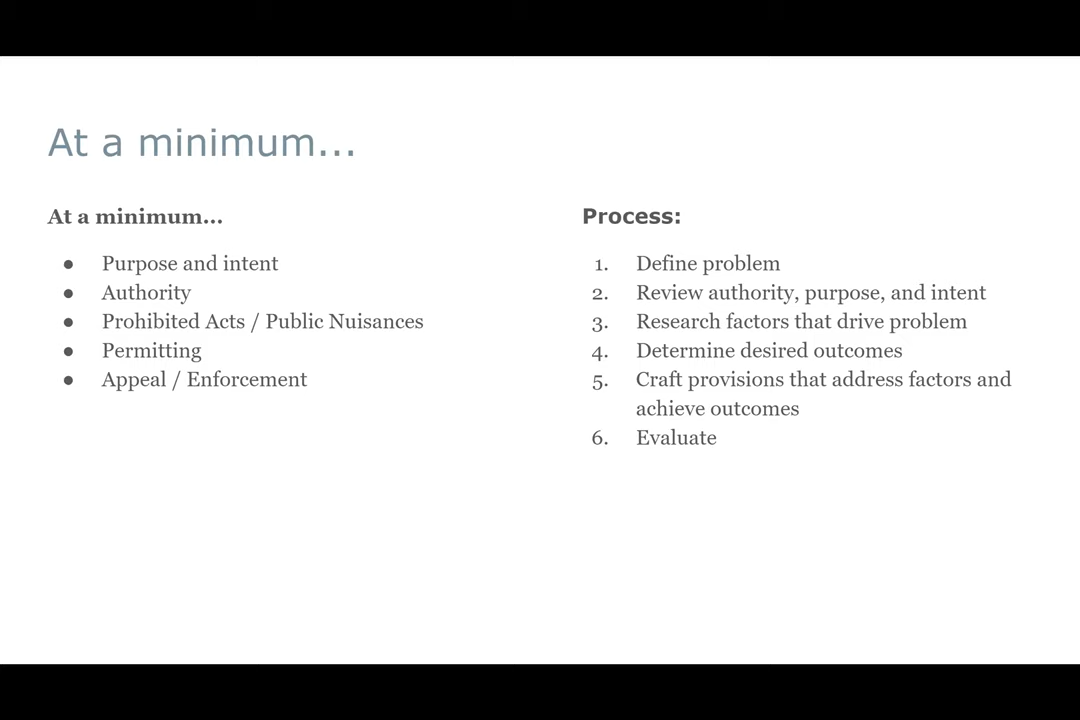 At a minimum...
At a minimum...
● Purpose and intent
● Authority
● Prohibited Acts / Public Nuisances
● Permitting
● Appeal / Enforcement
Process:
1. Define problem
2. Review authority, purpose, and intent
3. Research factors that drive problem
4. Determine desired outcomes
5. Craft provisions that address factors and
achieve outcomes
6. Evaluate